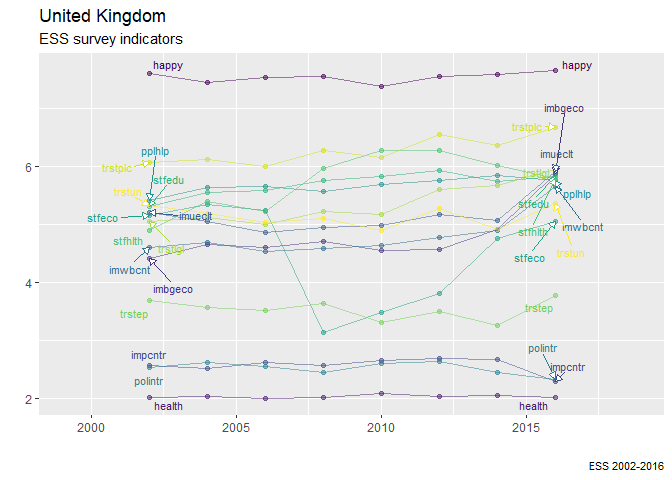 United Kingdom
ESS survey indicators
happy
happy
imbgeco
trstplc
pplhlp
imueclt
trstplc
stfedu
trstlgl
6
trstun
pplhlp
stfedu
stfeco
imueclt
imwbcnt
stfhlth
stfhlth
trstlgl
trstun
stfeco
imwbcnt
imbgeco
4
trstep
trstep
impcntr
polintr
impcntr
polintr
2
health
health
2000
2005
2010
2015
ESS 2002-2016